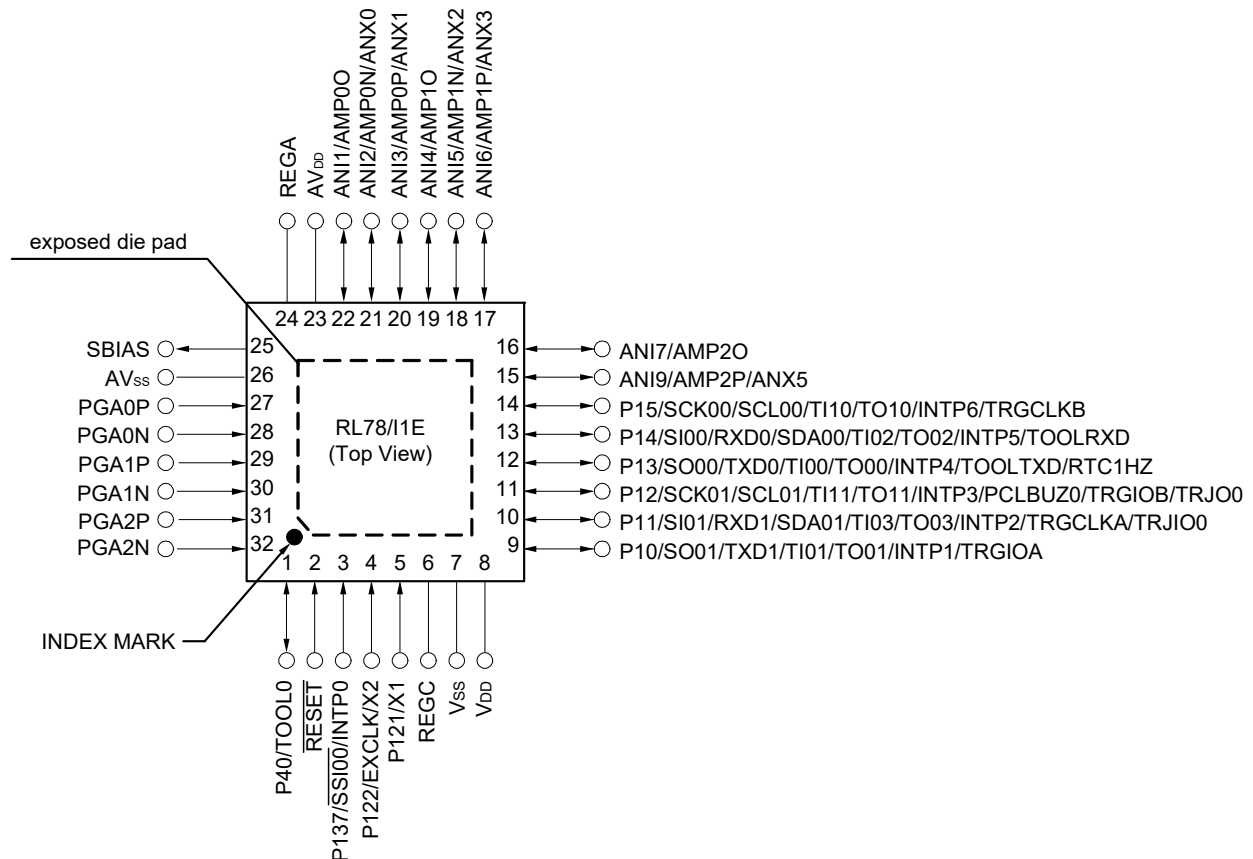 REGA
AVDD
ANI1/AMP0O
ANI2/AMP0N/ANX0
ANI3/AMP0P/ANX1
ANI4/AMP1O
ANI5/AMP1N/ANX2
ANI6/AMP1P/ANX3
exposed die pad
24 23 22 21 20 19 18 17
SBIAS 25
AVSS 26
PGA0P 27
PGA0N 28
PGA1P 29
PGA1N 30
PGA2P 31
PGA2N 32
RL78/I1E
(Top View)
16 ANI7/AMP2O
15 ANI9/AMP2P/ANX5
14 P15/SCK00/SCL00/TI10/TO10/INTP6/TRGCLKB
13 P14/SI00/RXD0/SDA00/TI02/TO02/INTP5/TOOLRXD
12 P13/SO00/TXD0/TI00/TO00/INTP4/TOOLTXD/RTC1HZ
11 P12/SCK01/SCL01/TI11/TO11/INTP3/PCLBUZ0/TRGIOB/TRJO0
10 P11/SI01/RXD1/SDA01/TI03/TO03/INTP2/TRGCLKA/TRJIO0
9 P10/SO01/TXD1/TI01/TO01/INTP1/TRGIOA
1 2 3 4 5 6 7 8
INDEX MARK
P40/TOOL0
RESET
P137/SSI00/INTP0
P122/EXCLK/X2
P121/X1
REGC
VSS
VDD